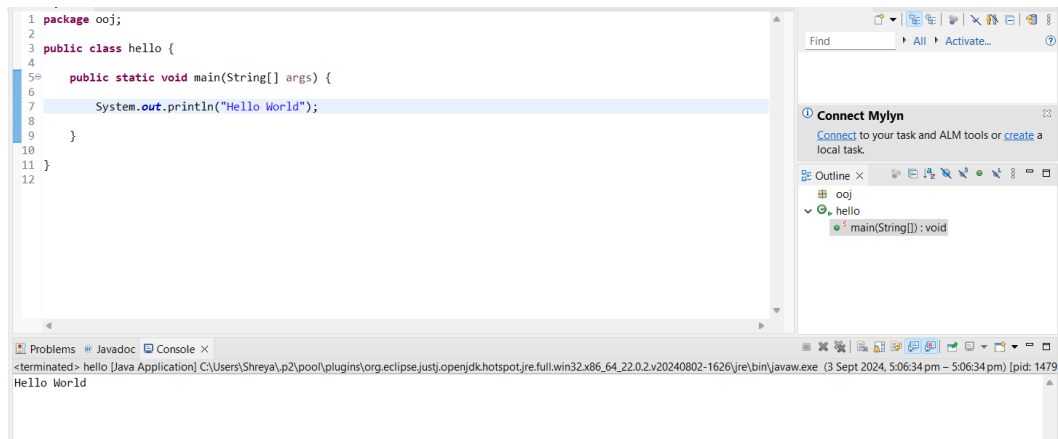 1 package ooj;
2
3 public class hello {
4
5 public static void main(String[] args) {
6
7 System.out.println("Hello World");
8
9 }
10
11 }
12
Find All Activate...
Connect Mylyn
Connect to your task and ALM tools or create a
local task.
Outline
ooj
hello
main(String[]) : void
Problems Javadoc Console
<terminated> hello [Java Application] C:\Users\Shreya\.p2\pool\plugins\org.eclipse.justj.openjdk.hotspot.jre.full.win32.x86_64_22.0.2.v20240802-1626\jre\bin\javaw.exe (3 Sept 2024, 5:06:34 pm – 5:06:34 pm) [pid: 1479
Hello World